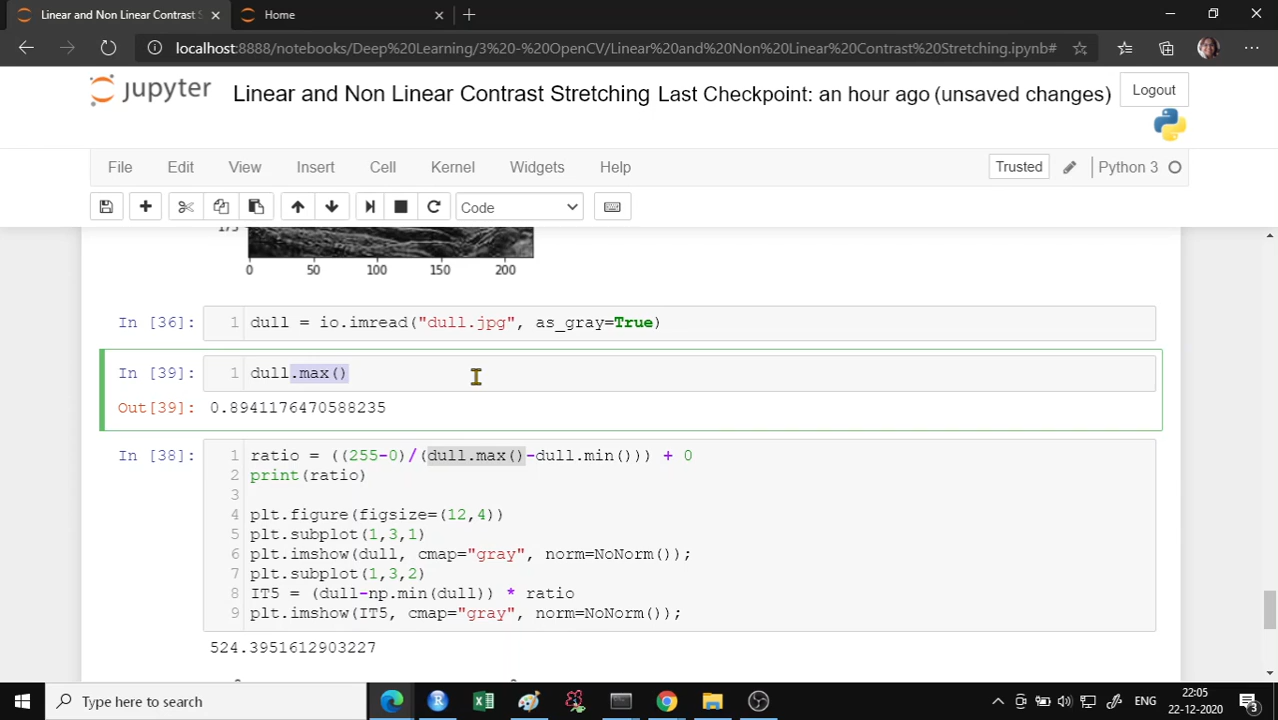 Linear and Non Linear Contrast S
Home
localhost:8888/notebooks/Deep%20Learning/3%20-%20OpenCV/Linear%20and%20Non%20Linear%20Contrast%20Stretching.ipynb#
jupyter
Linear and Non Linear Contrast Stretching Last Checkpoint: an hour ago (unsaved changes)
Logout
File Edit View Insert Cell Kernel Widgets Help
Trusted Python 3
Code
175
0 50 100 150 200
In [36]: 1 dull = io.imread("dull.jpg", as_gray=True)
In [39]: 1 dull.max()
Out[39]: 0.8941176470588235
In [38]: 1 ratio = ((255-0)/(dull.max()-dull.min())) + 0
2 print(ratio)
3
4 plt.figure(figsize=(12,4))
5 plt.subplot(1,3,1)
6 plt.imshow(dull, cmap="gray", norm=NoNorm());
7 plt.subplot(1,3,2)
8 IT5 = (dull-np.min(dull)) * ratio
9 plt.imshow(IT5, cmap="gray", norm=NoNorm());
524.3951612903227
Type here to search
ENG
22:05
22-12-2020
3